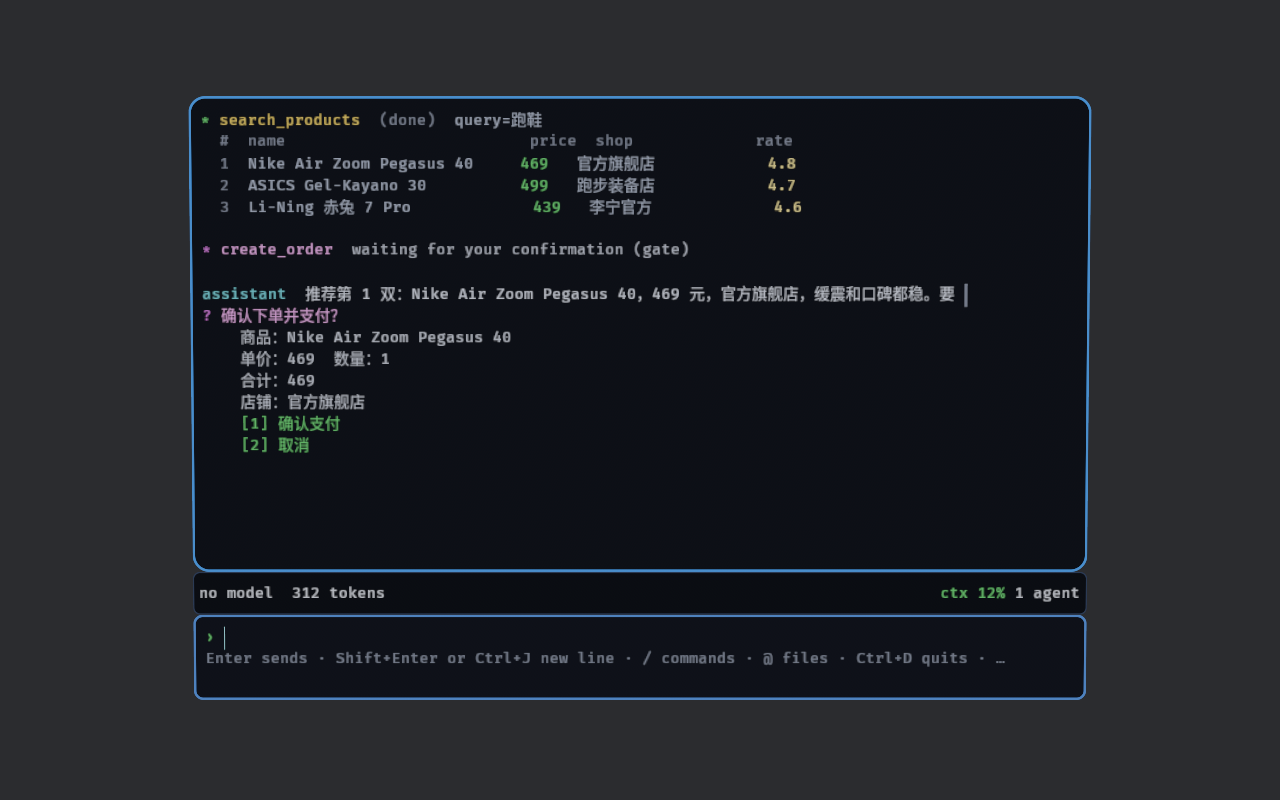 * search_products (done) query=跑鞋
# name price shop rate
1 Nike Air Zoom Pegasus 40 469 官方旗舰店 4.8
2 ASICS Gel-Kayano 30 499 跑步装备店 4.7
3 Li-Ning 赤兔 7 Pro 439 李宁官方 4.6
* create_order waiting for your confirmation (gate)
assistant 推荐第 1 双: Nike Air Zoom Pegasus 40, 469 元, 官方旗舰店, 缓震和口碑都稳。要
? 确认下单并支付?
商品: Nike Air Zoom Pegasus 40
单价: 469 数量: 1
合计: 469
店铺: 官方旗舰店
[1] 确认支付
[2] 取消
no model 312 tokens ctx 12% 1 agent
›
Enter sends · Shift+Enter or Ctrl+J new line · / commands · @ files · Ctrl+D quits · …